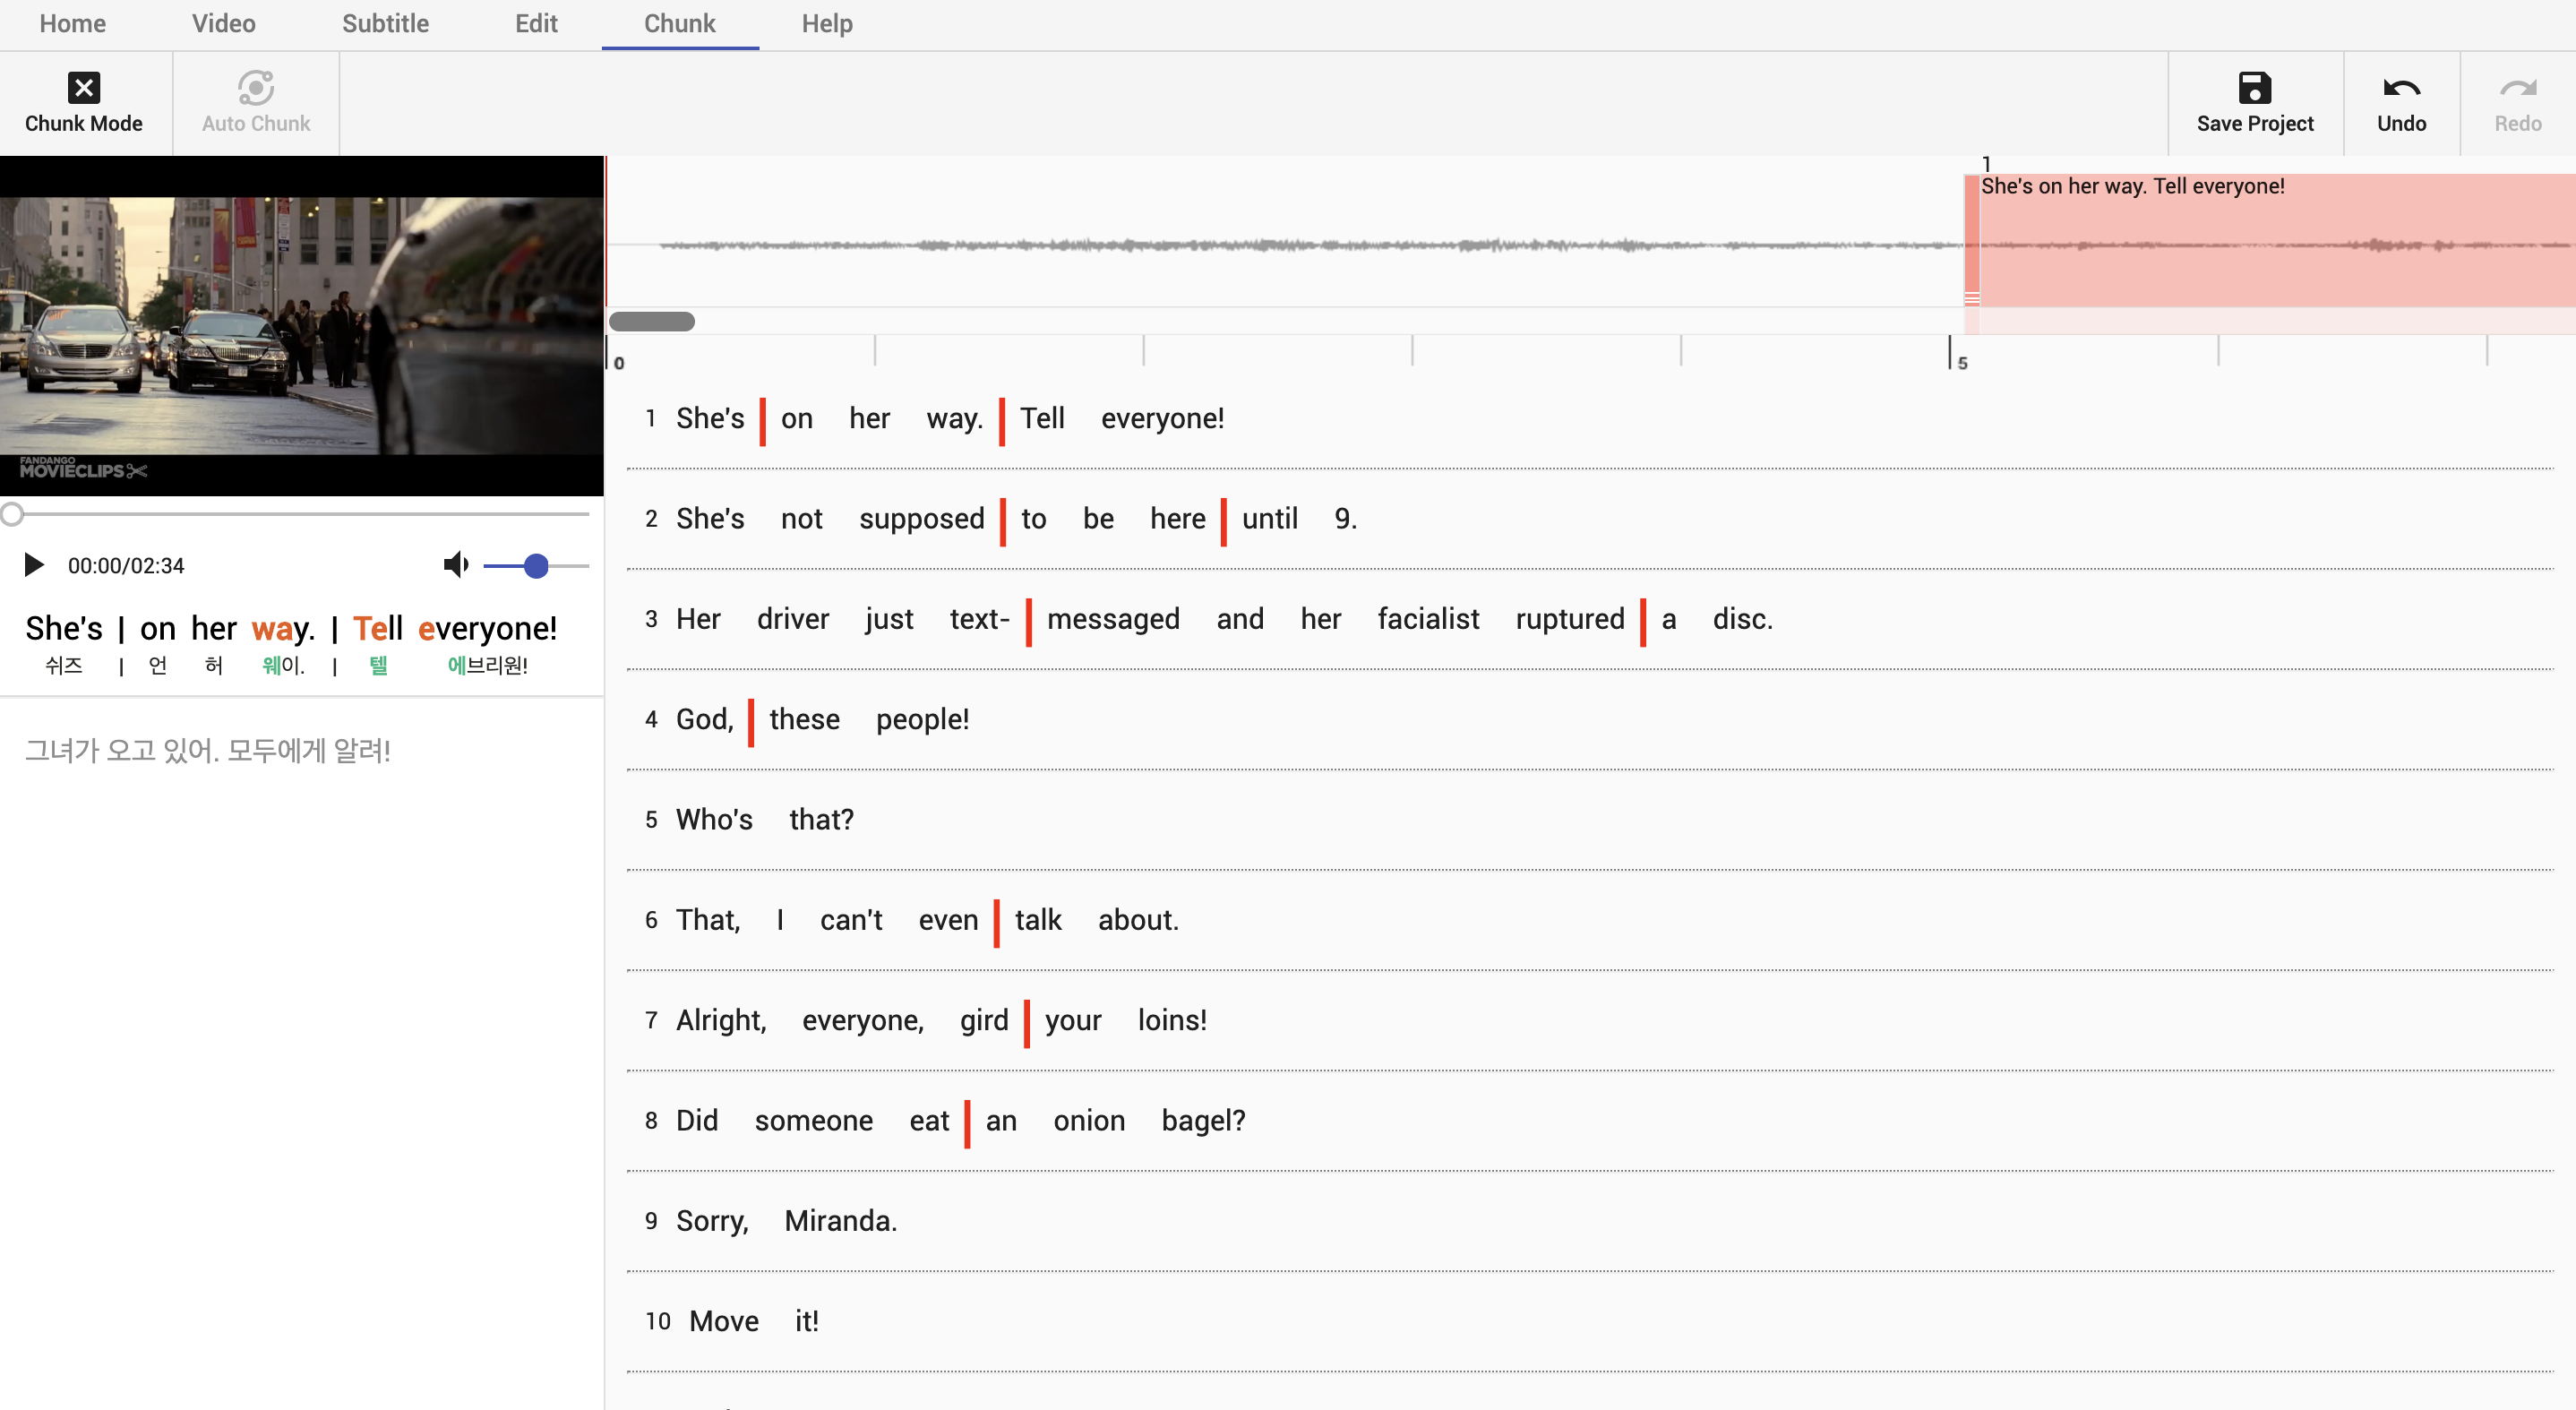 Home Video Subtitle Edit Chunk Help
Chunk Mode Auto Chunk Save Project Undo Redo
FANDANGO
MOVIECLIPS
00:00/02:34
She's | on her way. | Tell everyone!
쉬즈 | 언 허 웨이. | 텔 에브리원!
그녀가 오고 있어. 모두에게 알려!
1
She's on her way. Tell everyone!
0 5
1 She's | on her way. | Tell everyone!
2 She's not supposed | to be here | until 9.
3 Her driver just text- | messaged and her facialist ruptured | a disc.
4 God, | these people!
5 Who's that?
6 That, I can't even | talk about.
7 Alright, everyone, gird | your loins!
8 Did someone eat | an onion bagel?
9 Sorry, Miranda.
10 Move it!